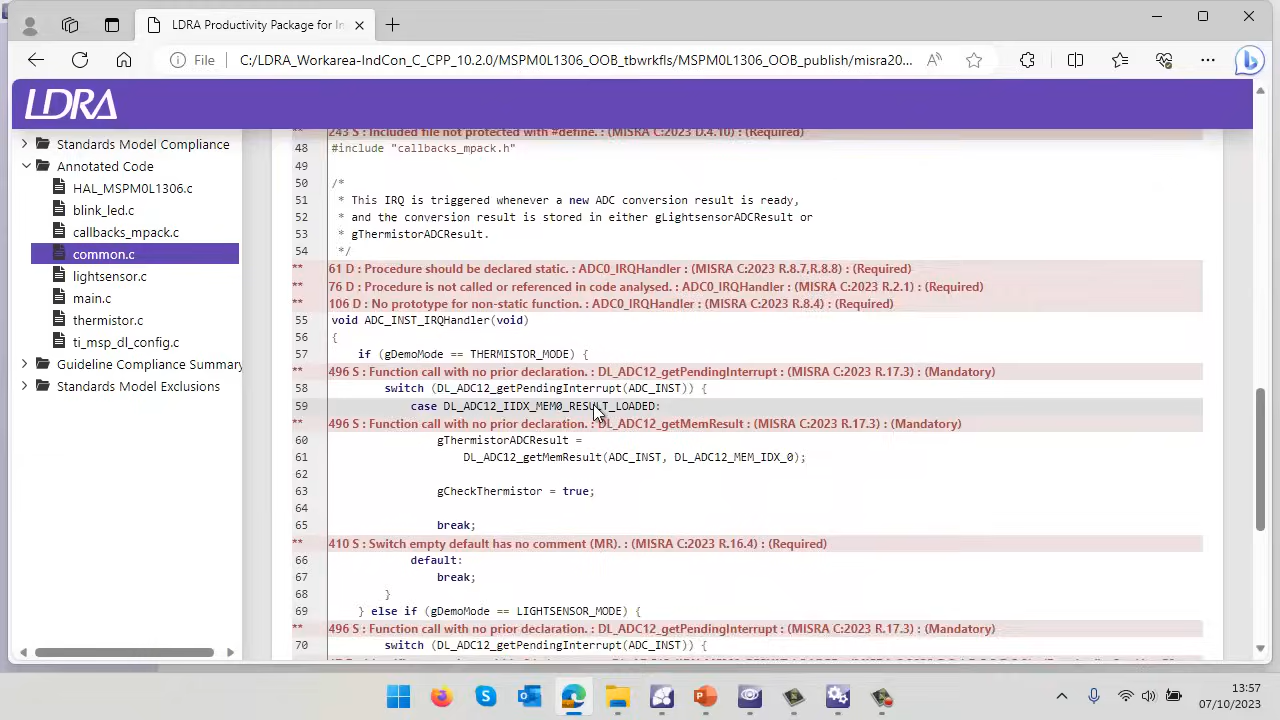 LDRA Productivity Package for In
File
C:/LDRA_Workarea-IndCon_C_CPP_10.2.0/MSPM0L1306_OOB_tbwrkfls/MSPM0L1306_OOB_publish/misra20...
LDRA
Standards Model Compliance
Annotated Code
HAL_MSPM0L1306.c
blink_led.c
callbacks_mpack.c
common.c
lightsensor.c
main.c
thermistor.c
ti_msp_dl_config.c
Guideline Compliance Summary
Standards Model Exclusions
243 S : Included file not protected with #define. : (MISRA C:2023 D.4.10) : (Required)
48 #include "callbacks_mpack.h"
49
50 /*
51 * This IRQ is triggered whenever a new ADC conversion result is ready,
52 * and the conversion result is stored in either gLightsensorADCResult or
53 * gThermistorADCResult.
54 */
** 61 D : Procedure should be declared static. : ADC0_IRQHandler : (MISRA C:2023 R.8.7,R.8.8) : (Required)
** 76 D : Procedure is not called or referenced in code analysed. : ADC0_IRQHandler : (MISRA C:2023 R.2.1) : (Required)
** 106 D : No prototype for non-static function. : ADC0_IRQHandler : (MISRA C:2023 R.8.4) : (Required)
55 void ADC_INST_IRQHandler(void)
56 {
57 if (gDemoMode == THERMISTOR_MODE) {
** 496 S : Function call with no prior declaration. : DL_ADC12_getPendingInterrupt : (MISRA C:2023 R.17.3) : (Mandatory)
58 switch (DL_ADC12_getPendingInterrupt(ADC_INST)) {
59 case DL_ADC12_IIDX_MEM0_RESULT_LOADED:
** 496 S : Function call with no prior declaration. : DL_ADC12_getMemResult : (MISRA C:2023 R.17.3) : (Mandatory)
60 gThermistorADCResult =
61 DL_ADC12_getMemResult(ADC_INST, DL_ADC12_MEM_IDX_0);
62
63 gCheckThermistor = true;
64
65 break;
** 410 S : Switch empty default has no comment (MR). : (MISRA C:2023 R.16.4) : (Required)
66 default:
67 break;
68 }
69 } else if (gDemoMode == LIGHTSENSOR_MODE) {
** 496 S : Function call with no prior declaration. : DL_ADC12_getPendingInterrupt : (MISRA C:2023 R.17.3) : (Mandatory)
70 switch (DL_ADC12_getPendingInterrupt(ADC_INST)) {
13:57
07/10/2023